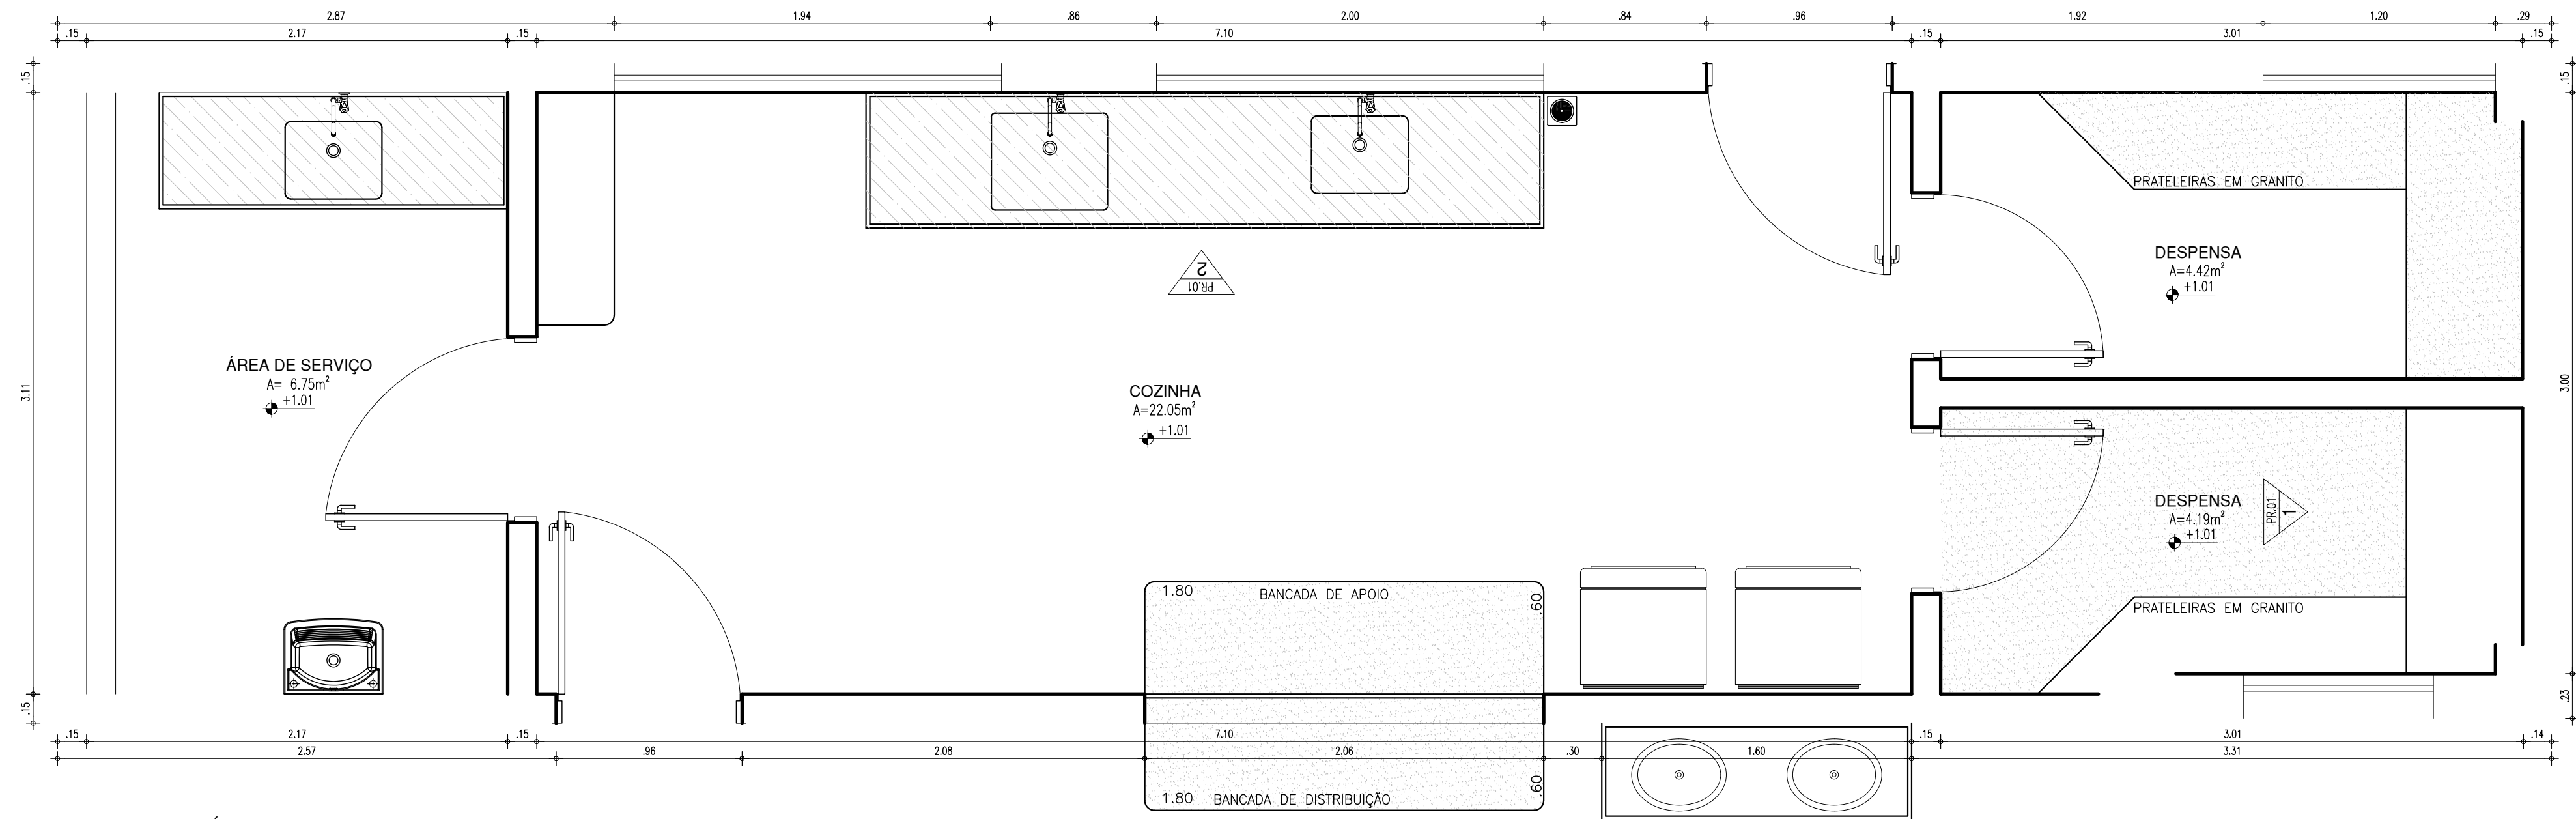 2.87 1.94 .86 2.00 .84 .96 1.92 1.20 .29
.15 2.17 .15 7.10 .15 3.01 .15
.15
.15
PRATELEIRAS EM GRANITO
DESPENSA
A=4.42m²
+1.01
2
PR.01
ÁREA DE SERVIÇO
A= 6.75m²
+1.01
COZINHA
A=22.05m²
+1.01
3.11
3.00
DESPENSA
A=4.19m²
+1.01
PR.01
1
1.80 BANCADA DE APOIO .60
PRATELEIRAS EM GRANITO
.15
.23
.15 2.17 .15 7.10 .15 3.01 .14
2.57 .96 2.08 2.06 .30 1.60 3.31
1.80 BANCADA DE DISTRIBUIÇÃO .60